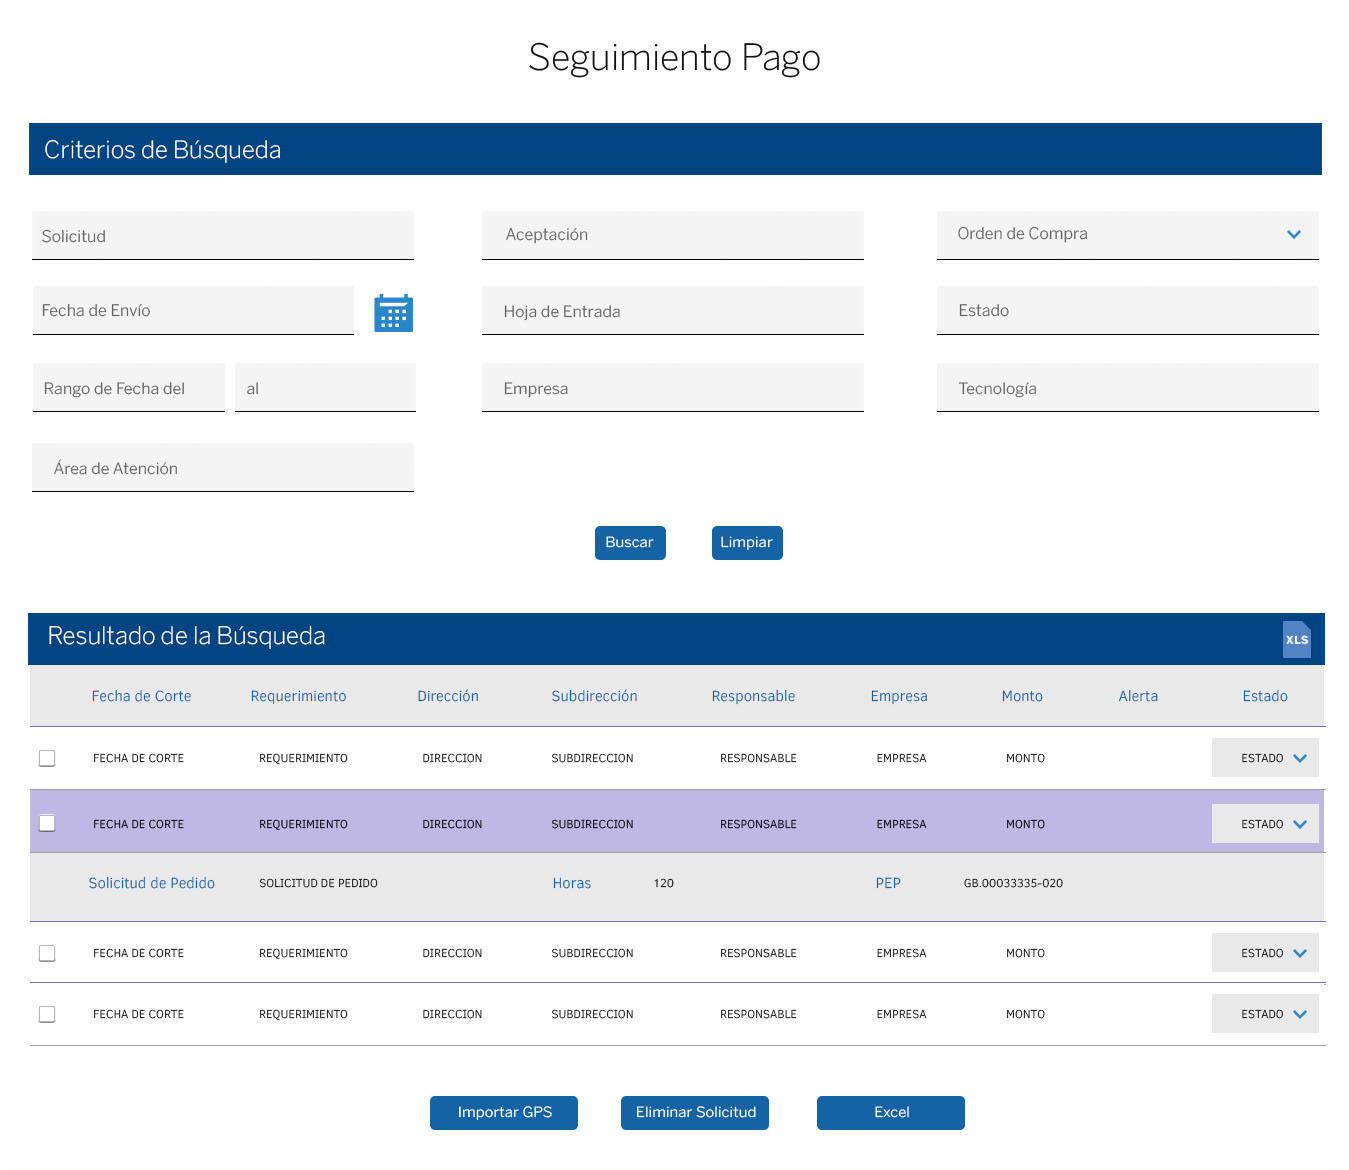 Seguimiento Pago
Criterios de Búsqueda
Solicitud Aceptación Orden de Compra
Fecha de Envío Hoja de Entrada Estado
Rango de Fecha del al Empresa Tecnología
Área de Atención
Buscar Limpiar
Resultado de la Búsqueda XLS
Fecha de Corte Requerimiento Dirección Subdirección Responsable Empresa Monto Alerta Estado
FECHA DE CORTE REQUERIMIENTO DIRECCION SUBDIRECCION RESPONSABLE EMPRESA MONTO ESTADO
FECHA DE CORTE REQUERIMIENTO DIRECCION SUBDIRECCION RESPONSABLE EMPRESA MONTO ESTADO
Solicitud de Pedido SOLICITUD DE PEDIDO Horas 120 PEP GB.00033335-020
FECHA DE CORTE REQUERIMIENTO DIRECCION SUBDIRECCION RESPONSABLE EMPRESA MONTO ESTADO
FECHA DE CORTE REQUERIMIENTO DIRECCION SUBDIRECCION RESPONSABLE EMPRESA MONTO ESTADO
Importar GPS Eliminar Solicitud Excel